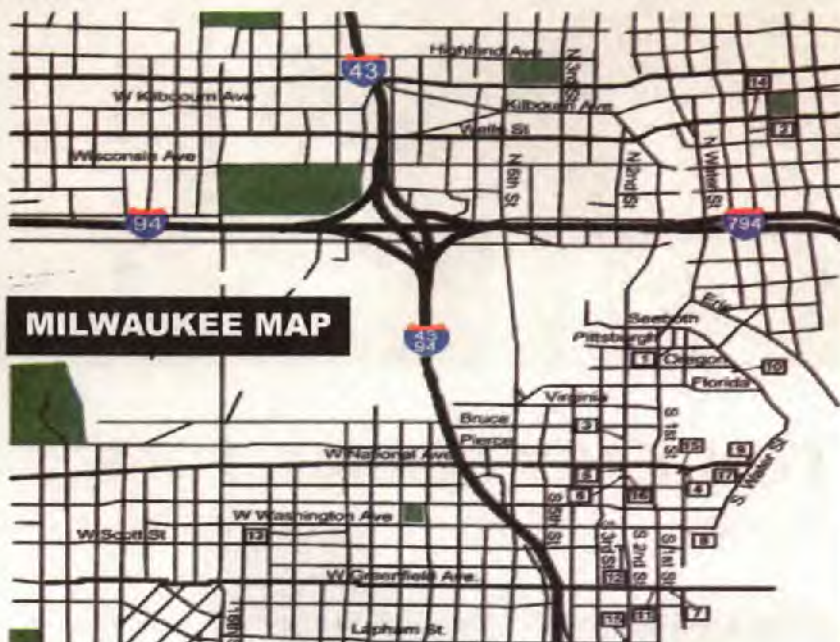 Highland Ave
43
N 3rd St
14
W Kilbourn Ave
Kilbourn Ave
Wells St
2
Wisconsin Ave
N 5th St
N 2nd St
N Water St
94
794
MILWAUKEE MAP
43
94
Erie
Seeboth
Pittsburgh
1
Oregon
10
Florida
Virginia
Bruce
3
S 1st St
Pierce
15
9
W National Ave
5
17
S Water St
6
16
4
W Washington Ave
S 5th St
W Scott St
13
S 3rd St
S 2nd St
S 1st St
8
W Greenfield Ave.
12
11
7
Lapham St.